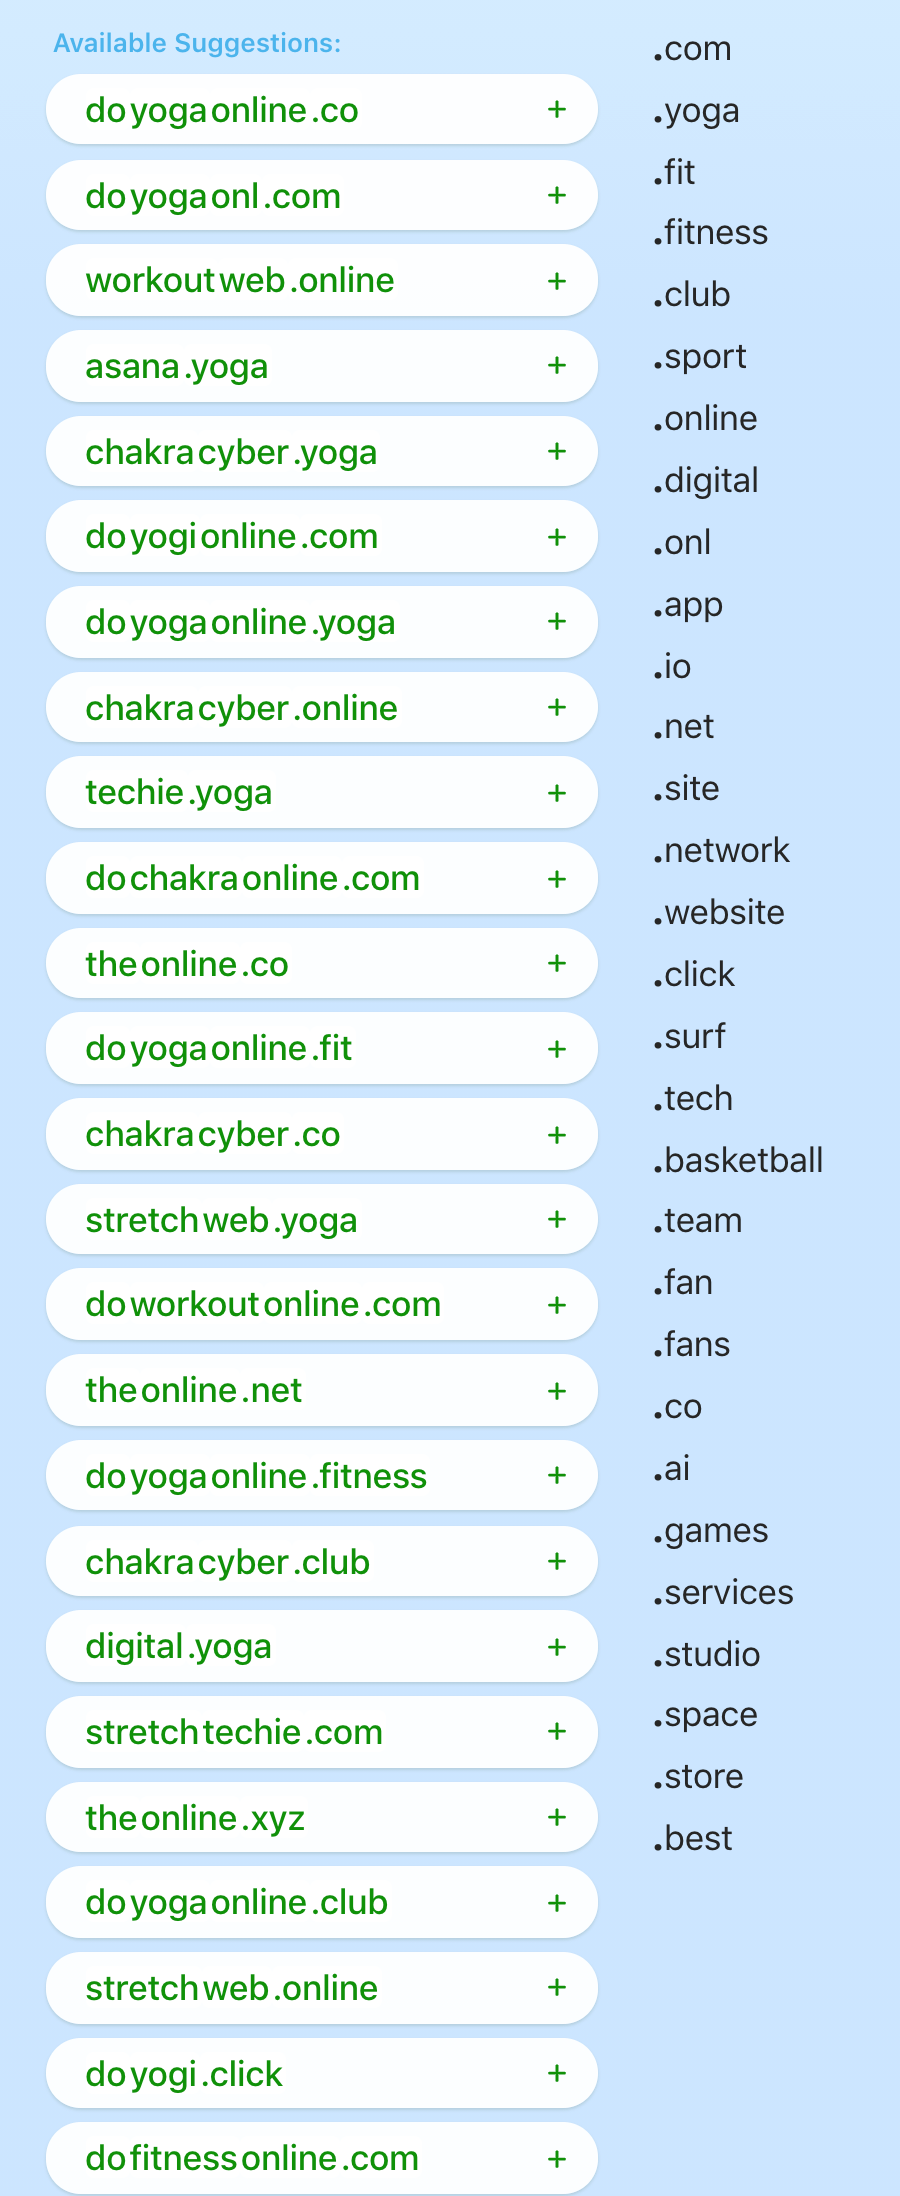 Available Suggestions:
doyogaonline.co +
doyogaonl.com +
workoutweb.online +
asana.yoga +
chakracyber.yoga +
doyogionline.com +
doyogaonline.yoga +
chakracyber.online +
techie.yoga +
dochakraonline.com +
theonline.co +
doyogaonline.fit +
chakracyber.co +
stretchweb.yoga +
doworkoutonline.com +
theonline.net +
doyogaonline.fitness +
chakracyber.club +
digital.yoga +
stretchtechie.com +
theonline.xyz +
doyogaonline.club +
stretchweb.online +
doyogi.click +
dofitnessonline.com +
.com
.yoga
.fit
.fitness
.club
.sport
.online
.digital
.onl
.app
.io
.net
.site
.network
.website
.click
.surf
.tech
.basketball
.team
.fan
.fans
.co
.ai
.games
.services
.studio
.space
.store
.best